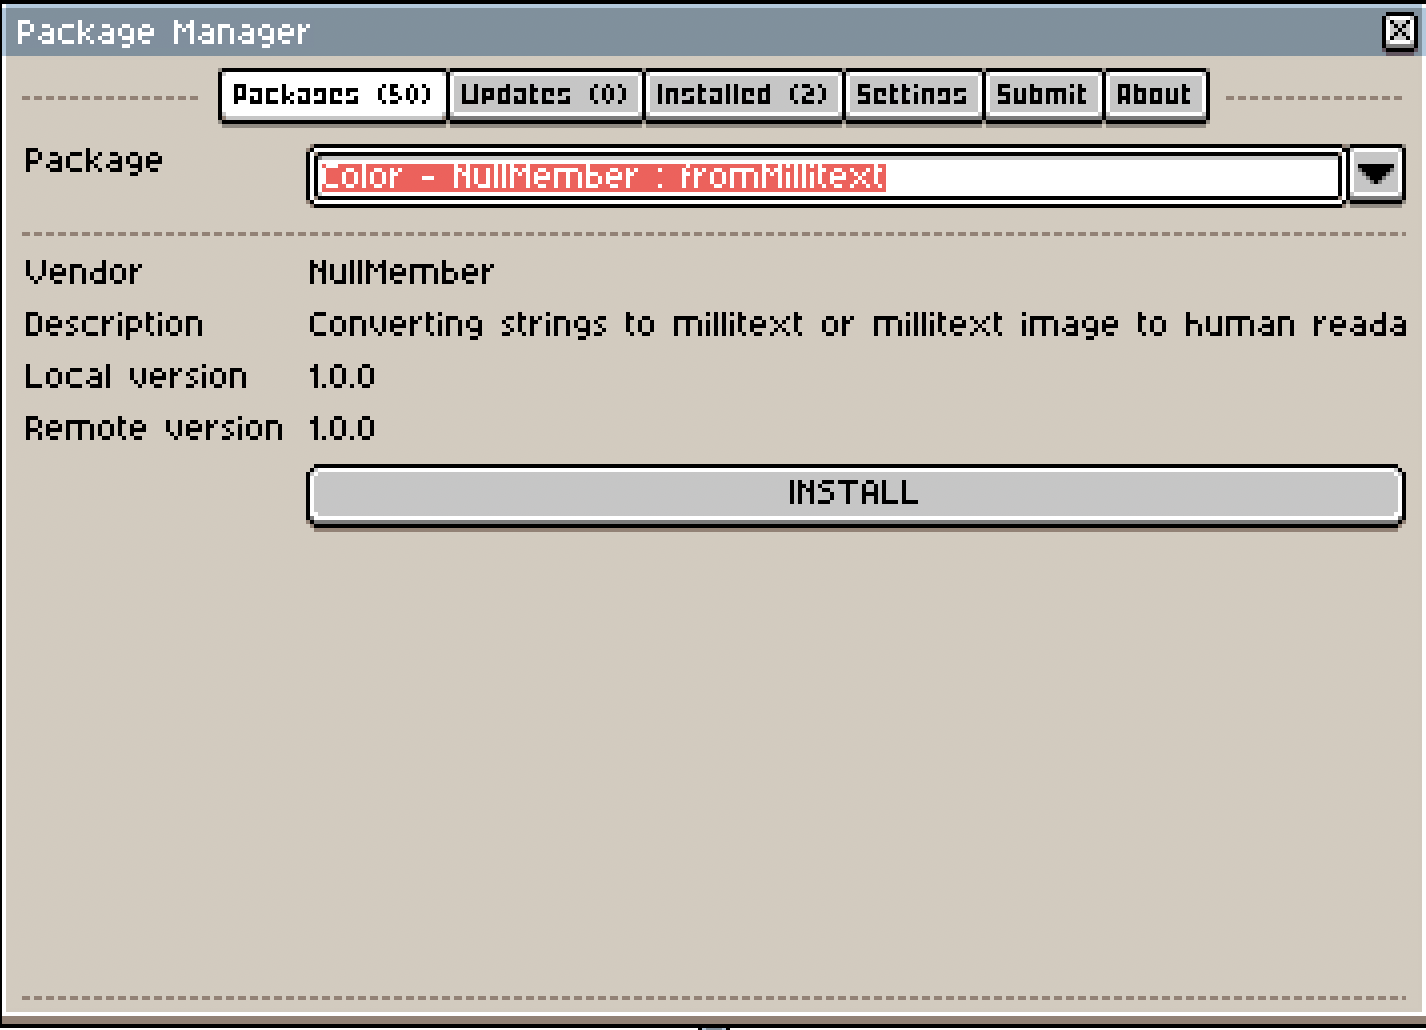 Package Manager
Packages (50) Updates (0) Installed (2) Settings Submit About
Package Color - NullMember : fromMillitext
Vendor NullMember
Description Converting strings to millitext or millitext image to human reada
Local version 1.0.0
Remote version 1.0.0
INSTALL